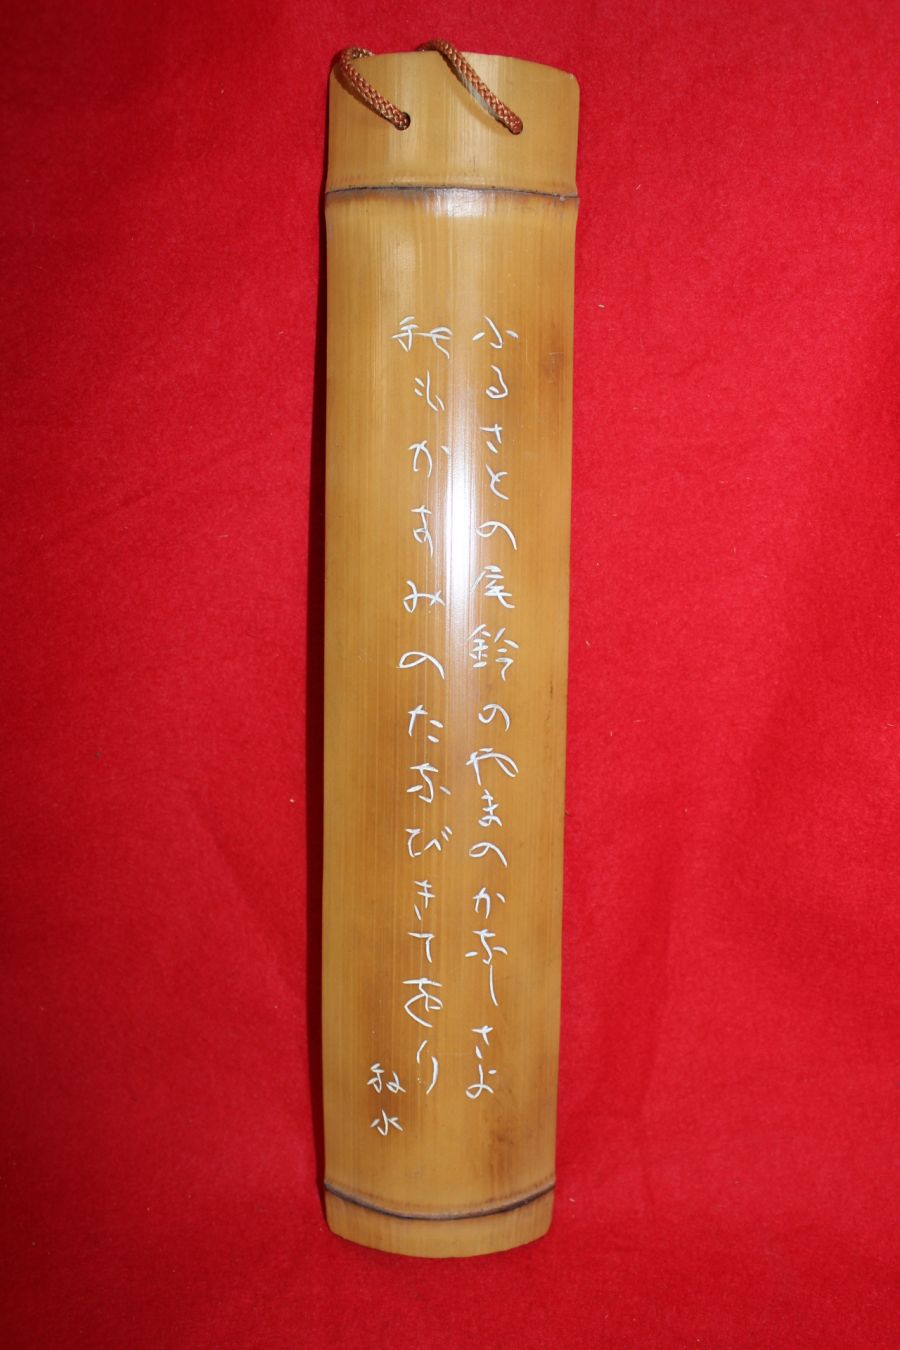 ふるさとの尾鈴のやまのかなしさよ
秋もかすみのたなびきてをり
牧水